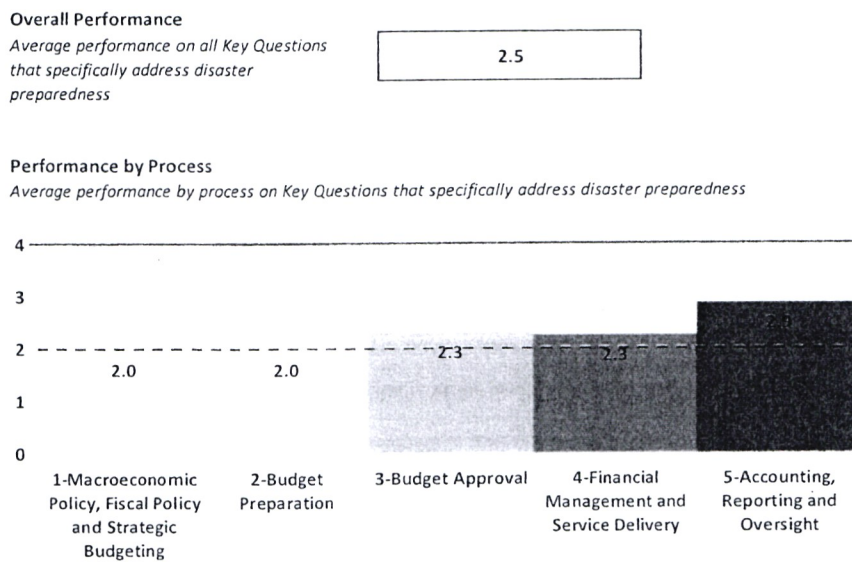 Overall Performance
Average performance on all Key Questions
that specifically address disaster
preparedness
2.5
Performance by Process
Average performance by process on Key Questions that specifically address disaster preparedness
4
3
2
1
0
2.0
2.0
2.3
2.3
1-Macroeconomic
Policy, Fiscal Policy
and Strategic
Budgeting
2-Budget
Preparation
3-Budget Approval
4-Financial
Management and
Service Delivery
5-Accounting,
Reporting and
Oversight